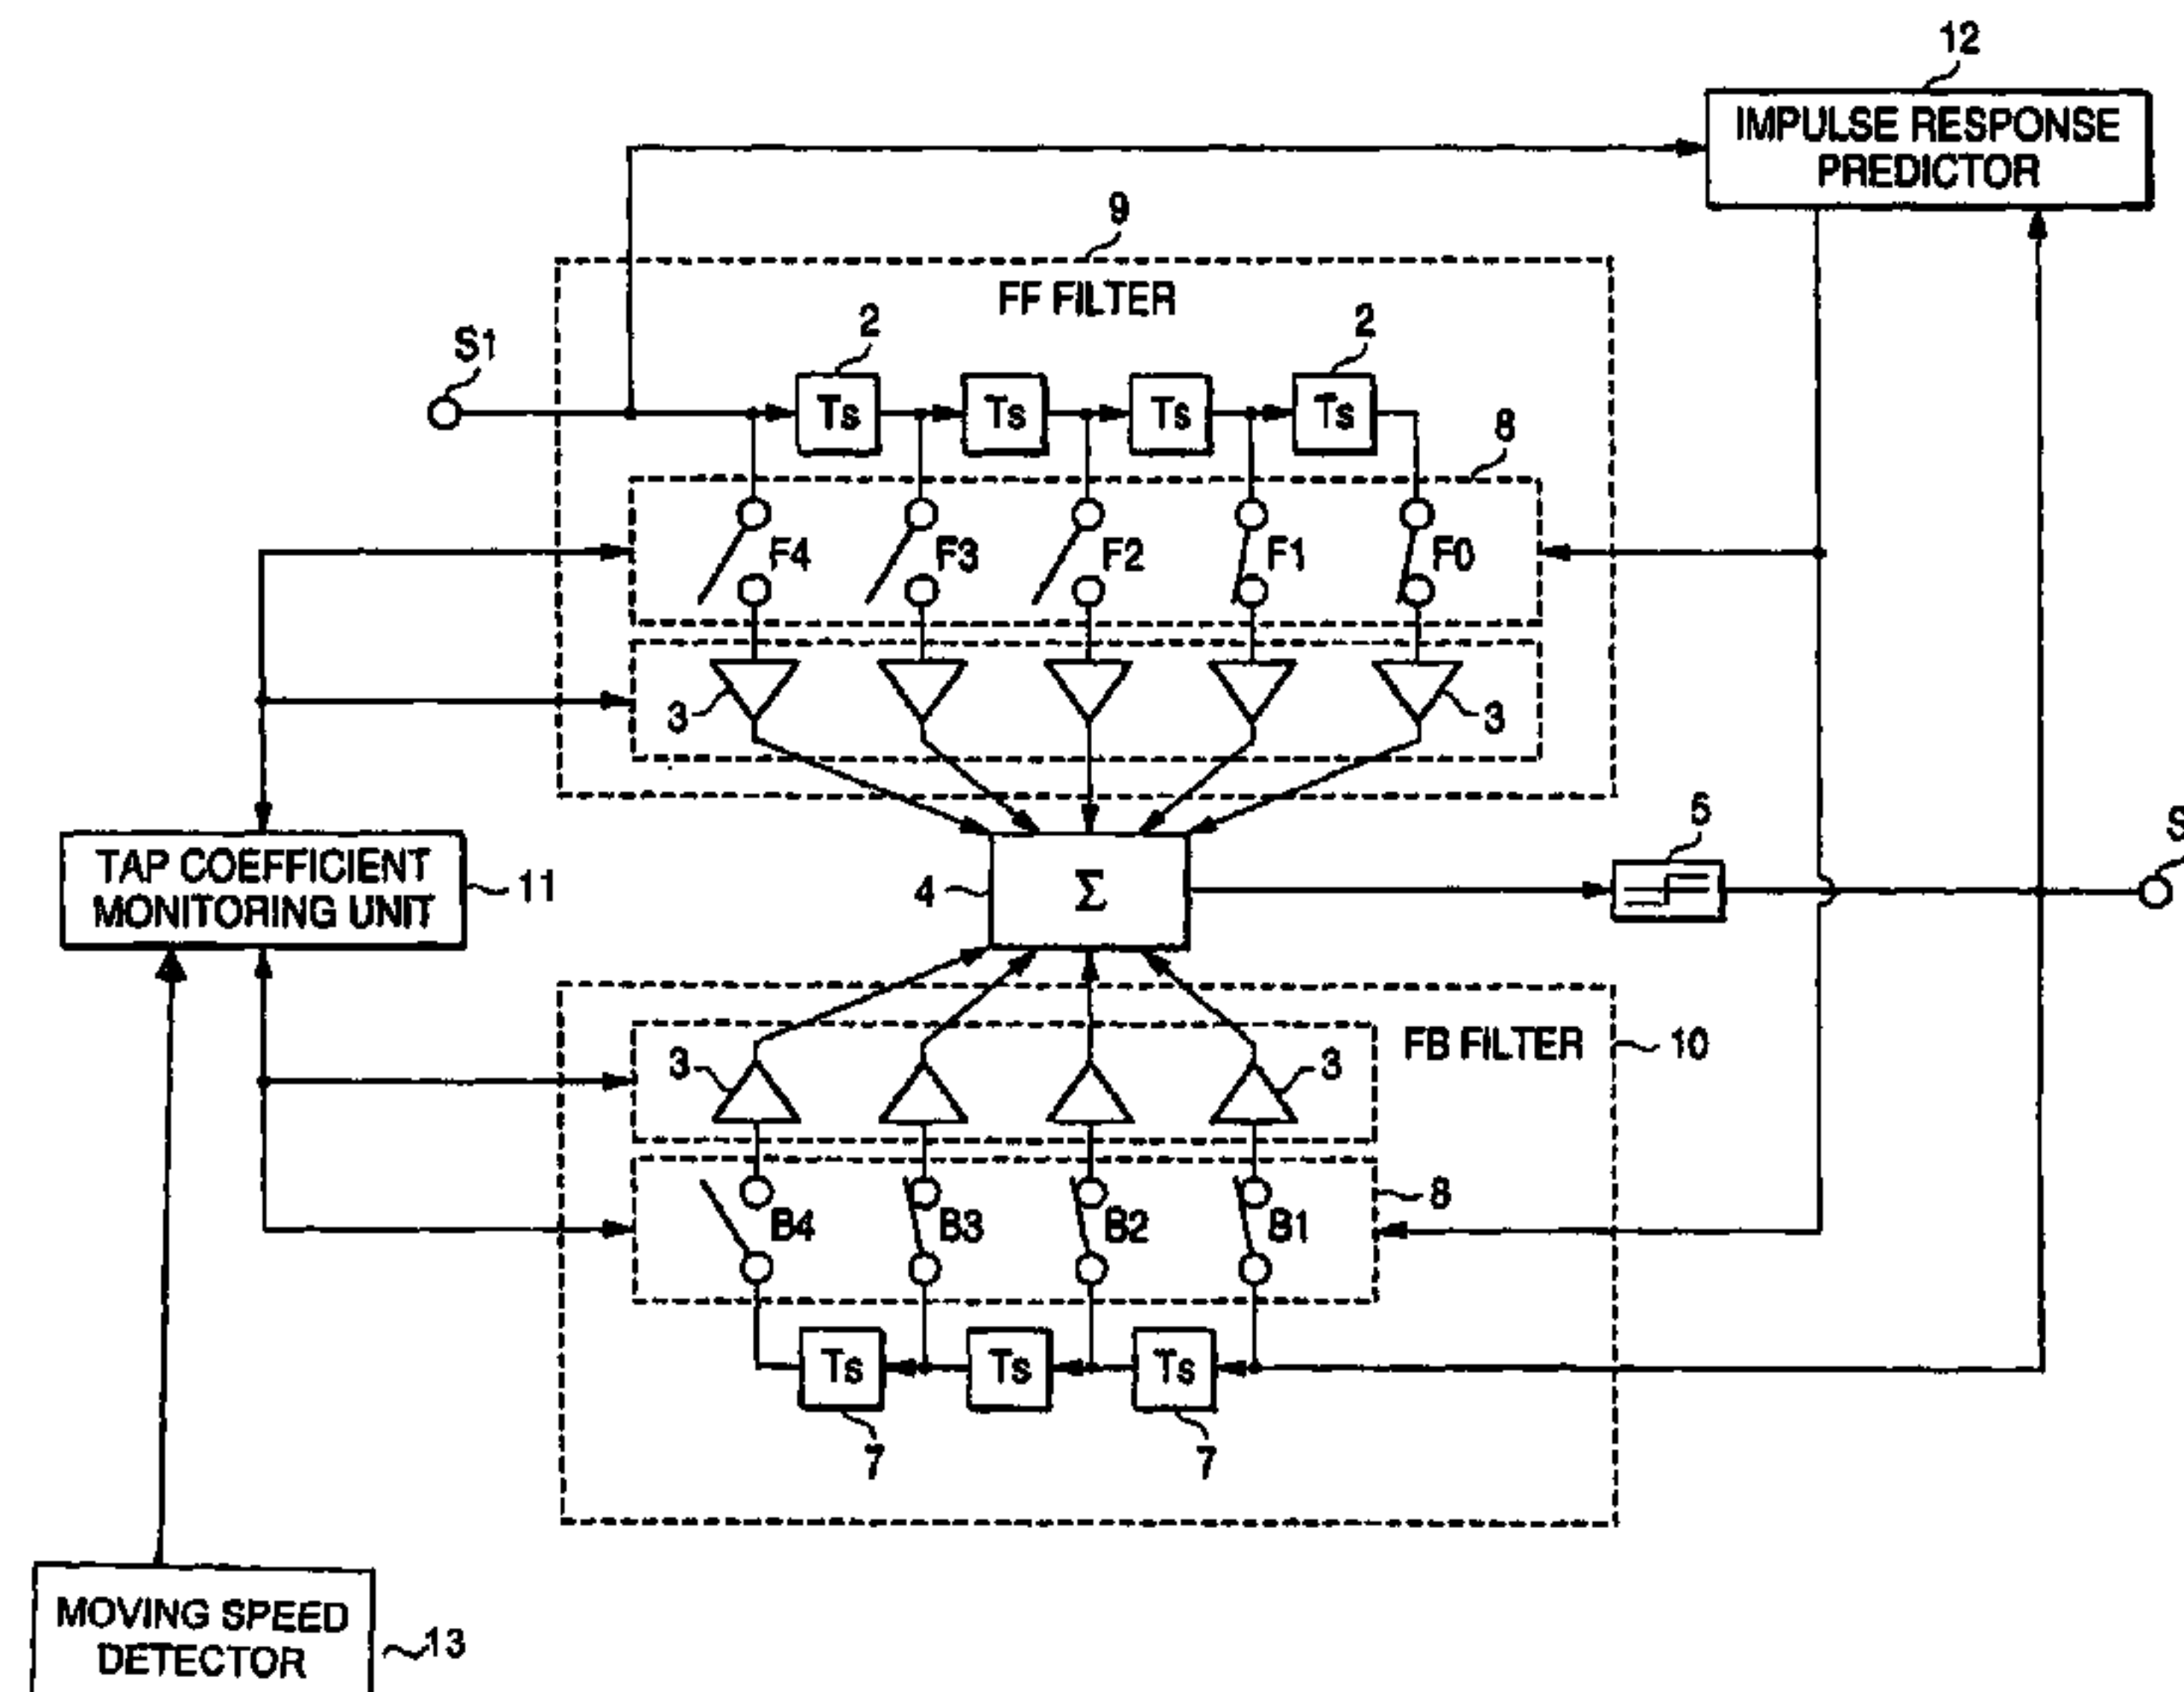 12
IMPULSE RESPONSE
PREDICTOR
9
FF FILTER
S1
2
2
Ts
Ts
Ts
Ts
8
F4
F3
F2
F1
F0
3
3
TAP COEFFICIENT
MONITORING UNIT
11
4
Σ
5
S
FB FILTER
10
3
3
8
B4
B3
B2
B1
Ts
Ts
Ts
7
7
MOVING SPEED
DETECTOR
13